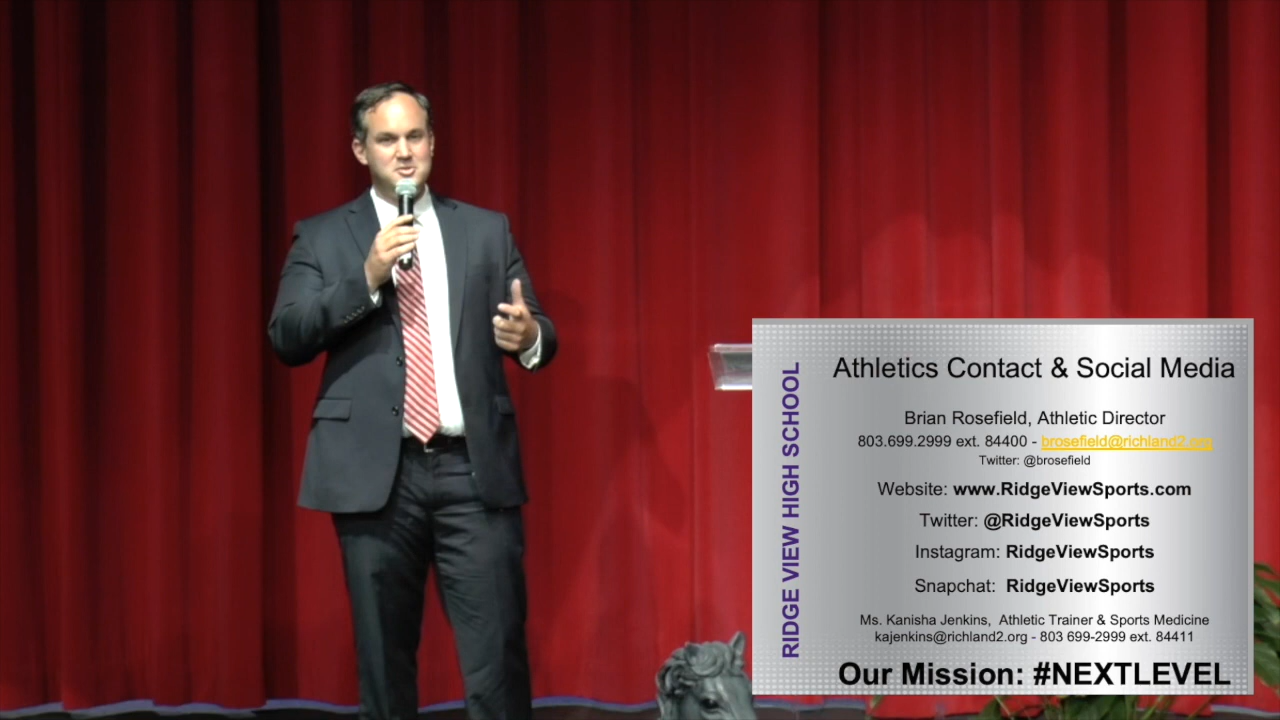 RIDGE VIEW HIGH SCHOOL
Athletics Contact & Social Media
Brian Rosefield, Athletic Director
803.699.2999 ext. 84400 - brosefield@richland2.org
Twitter: @brosefield
Website: www.RidgeViewSports.com
Twitter: @RidgeViewSports
Instagram: RidgeViewSports
Snapchat: RidgeViewSports
Ms. Kanisha Jenkins, Athletic Trainer & Sports Medicine
kajenkins@richland2.org - 803 699-2999 ext. 84411
Our Mission: #NEXTLEVEL